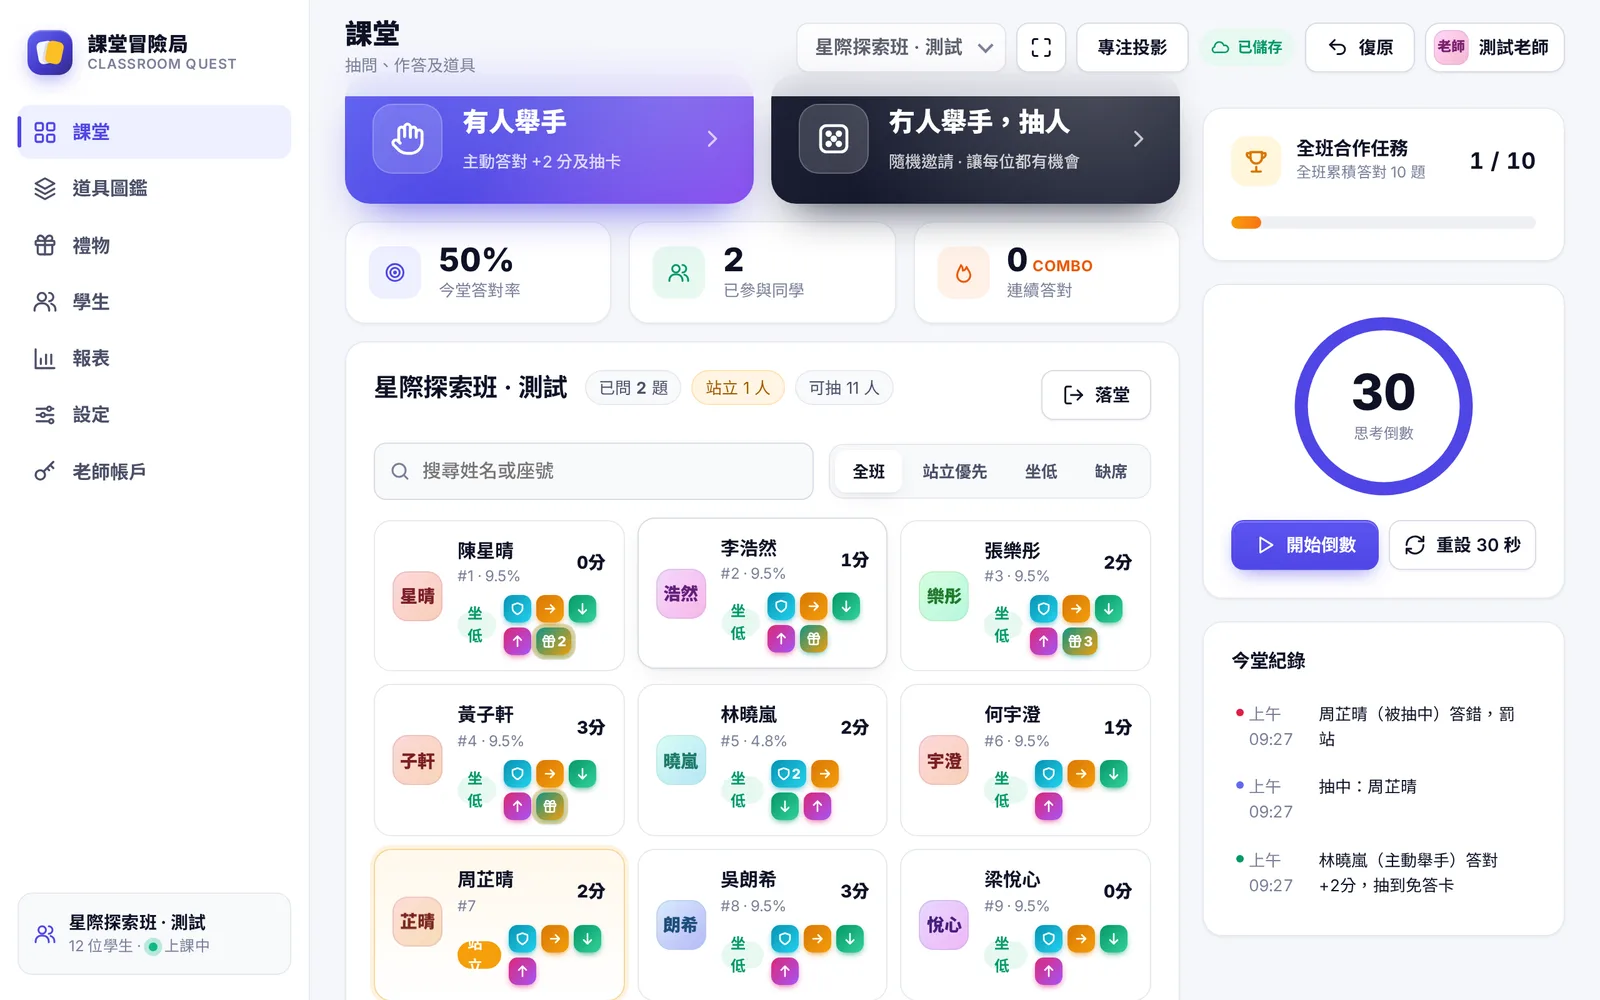 課堂冒險局
CLASSROOM QUEST
課堂
道具圖鑑
禮物
學生
報表
設定
老師帳戶
星際探索班 · 測試
12 位學生 · 上課中
課堂
抽問、作答及道具
星際探索班 · 測試
專注投影
已儲存
復原
老師
測試老師
有人舉手
主動答對 +2 分及抽卡
冇人舉手，抽人
隨機邀請 · 讓每位都有機會
50%
今堂答對率
2
已參與同學
0 COMBO
連續答對
星際探索班 · 測試
已問 2 題
站立 1 人
可抽 11 人
落堂
搜尋姓名或座號
全班
站立優先
坐低
缺席
星晴
陳星晴
#1 · 9.5%
0分
坐
低
2
浩然
李浩然
#2 · 9.5%
1分
坐
低
樂彤
張樂彤
#3 · 9.5%
2分
坐
低
3
子軒
黃子軒
#4 · 9.5%
3分
坐
低
曉嵐
林曉嵐
#5 · 4.8%
2分
坐
低
2
宇澄
何宇澄
#6 · 9.5%
1分
坐
低
芷晴
周芷晴
#7
2分
站
立
朗希
吳朗希
#8 · 9.5%
3分
坐
低
悅心
梁悅心
#9 · 9.5%
0分
坐
低
全班合作任務
全班累積答對 10 題
1 / 10
30
思考倒數
開始倒數
重設 30 秒
今堂紀錄
上午
09:27
周芷晴（被抽中）答錯，罰
站
上午
09:27
抽中：周芷晴
上午
09:27
林曉嵐（主動舉手）答對
+2分，抽到免答卡